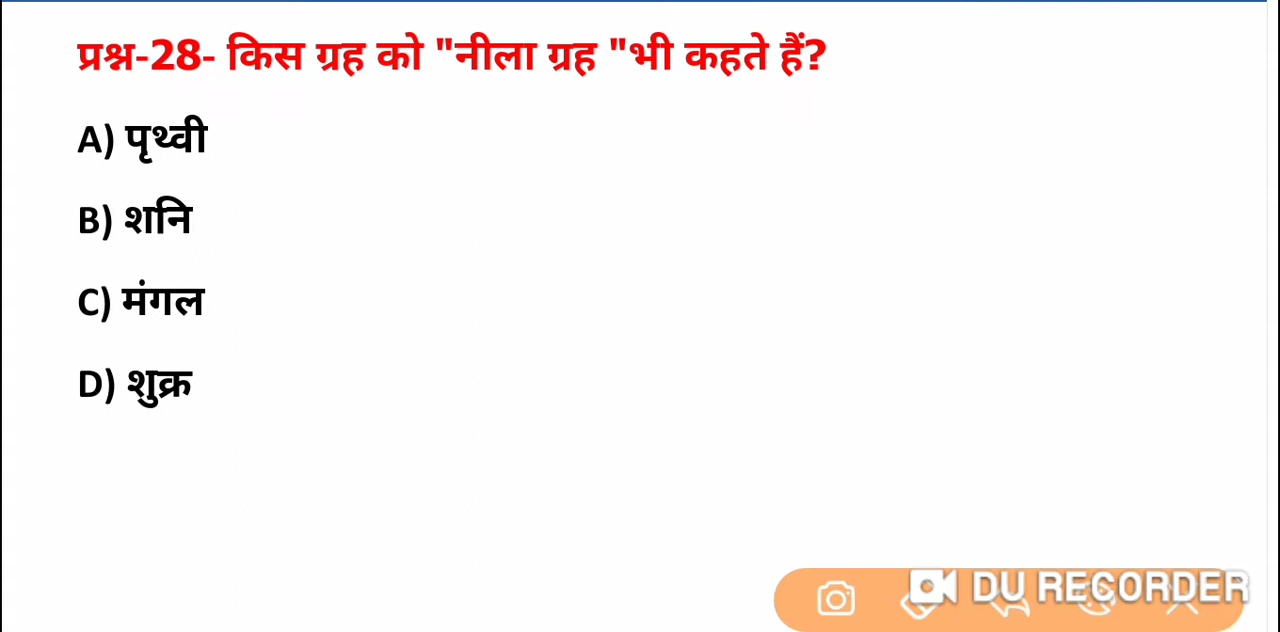 प्रश्न-28- किस ग्रह को "नीला ग्रह "भी कहते हैं?
A) पृथ्वी
B) शनि
C) मंगल
D) शुक्र
DU RECORDER